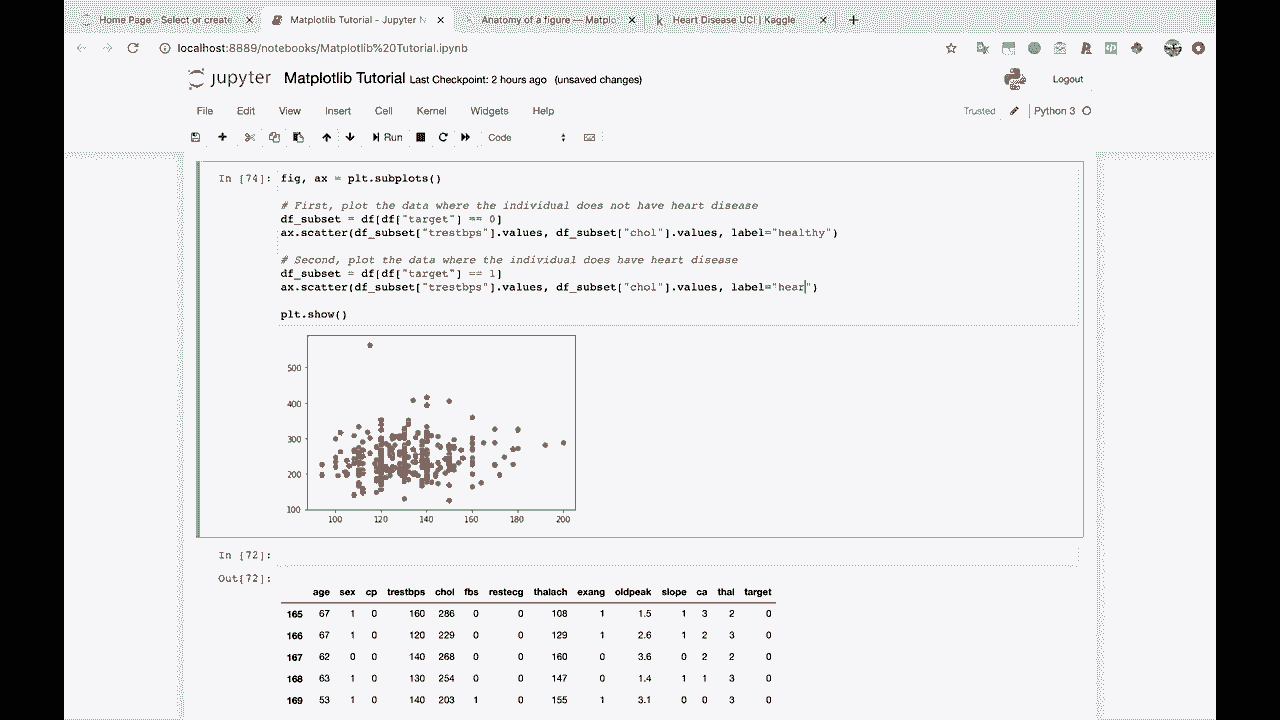 Home Page - Select or create
Matplotlib Tutorial - Jupyter N
Anatomy of a figure — Matplo
Heart Disease UCI | Kaggle
localhost:8889/notebooks/Matplotlib%20Tutorial.ipynb
jupyter Matplotlib Tutorial Last Checkpoint: 2 hours ago (unsaved changes) Logout
File Edit View Insert Cell Kernel Widgets Help Trusted Python 3
Run Code
In [74]: fig, ax = plt.subplots()
# First, plot the data where the individual does not have heart disease
df_subset = df[df["target"] == 0]
ax.scatter(df_subset["trestbps"].values, df_subset["chol"].values, label="healthy")
# Second, plot the data where the individual does have heart disease
df_subset = df[df["target"] == 1]
ax.scatter(df_subset["trestbps"].values, df_subset["chol"].values, label="hear")
plt.show()
500
400
300
200
100
100 120 140 160 180 200
In [72]:
Out[72]:
age sex cp trestbps chol fbs restecg thalach exang oldpeak slope ca thal target
165 67 1 0 160 286 0 0 108 1 1.5 1 3 2 0
166 67 1 0 120 229 0 0 129 1 2.6 1 2 3 0
167 62 0 0 140 268 0 0 160 0 3.6 0 2 2 0
168 63 1 0 130 254 0 0 147 0 1.4 1 1 3 0
169 53 1 0 140 203 1 0 155 1 3.1 0 0 3 0